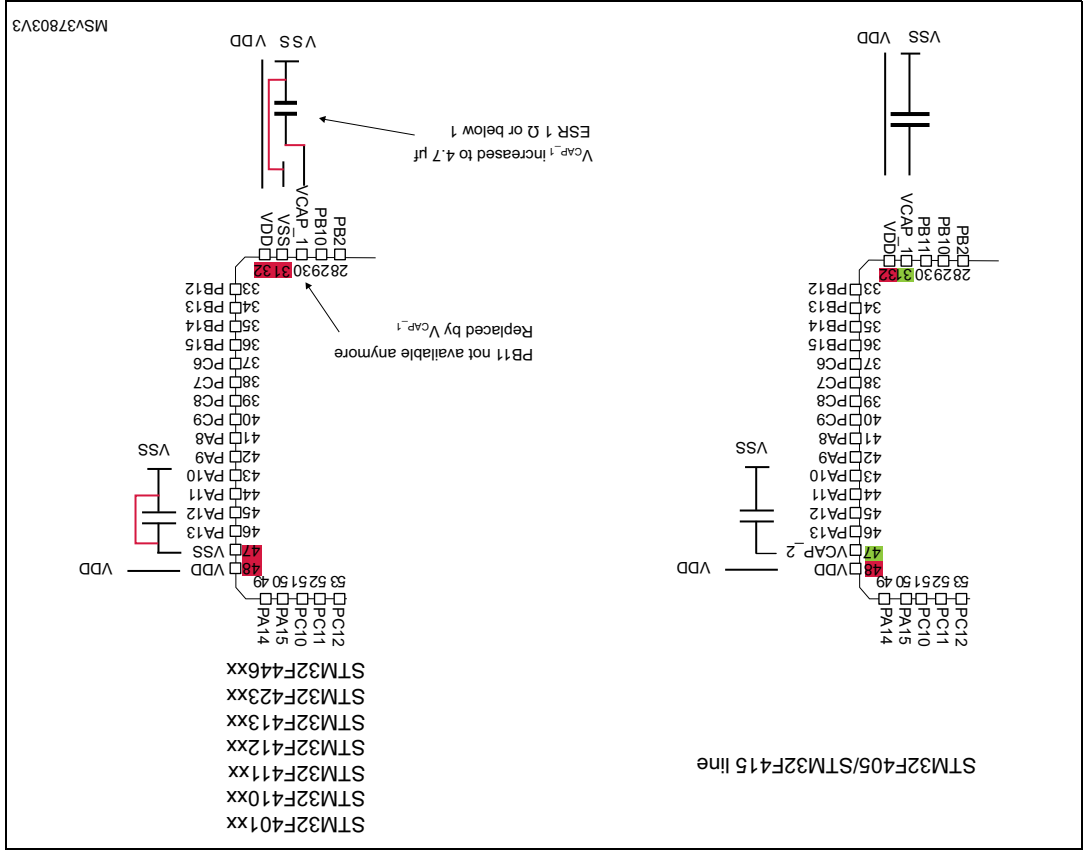 STM32F405/STM32F415 line
PC12
PC11
PC10
PA15
PA14
53 52 51 50 49
48 VDD
VDD
47 VCAP_2
46 PA13
45 PA12
44 PA11
43 PA10
42 PA9
41 PA8
VSS
40 PC9
39 PC8
38 PC7
37 PC6
36 PB15
35 PB14
34 PB13
33 PB12
28 29 30 31 32
PB2
PB10
PB11
VCAP_1
VDD
VSS VDD
STM32F401xx
STM32F410xx
STM32F411xx
STM32F412xx
STM32F413xx
STM32F423xx
STM32F446xx
PC12
PC11
PC10
PA15
PA14
53 52 51 50 49
48 VDD
VDD
47 VSS
46 PA13
45 PA12
44 PA11
43 PA10
42 PA9
41 PA8
VSS
40 PC9
39 PC8
38 PC7
37 PC6
36 PB15
35 PB14
34 PB13
33 PB12
PB11 not available anymore
Replaced by VCAP_1
28 29 30 31 32
PB2
PB10
VCAP_1
VSS
VDD
VCAP_1 increased to 4.7 µf
ESR 1 Ω or below 1
VSS VDD
MSv37803V3